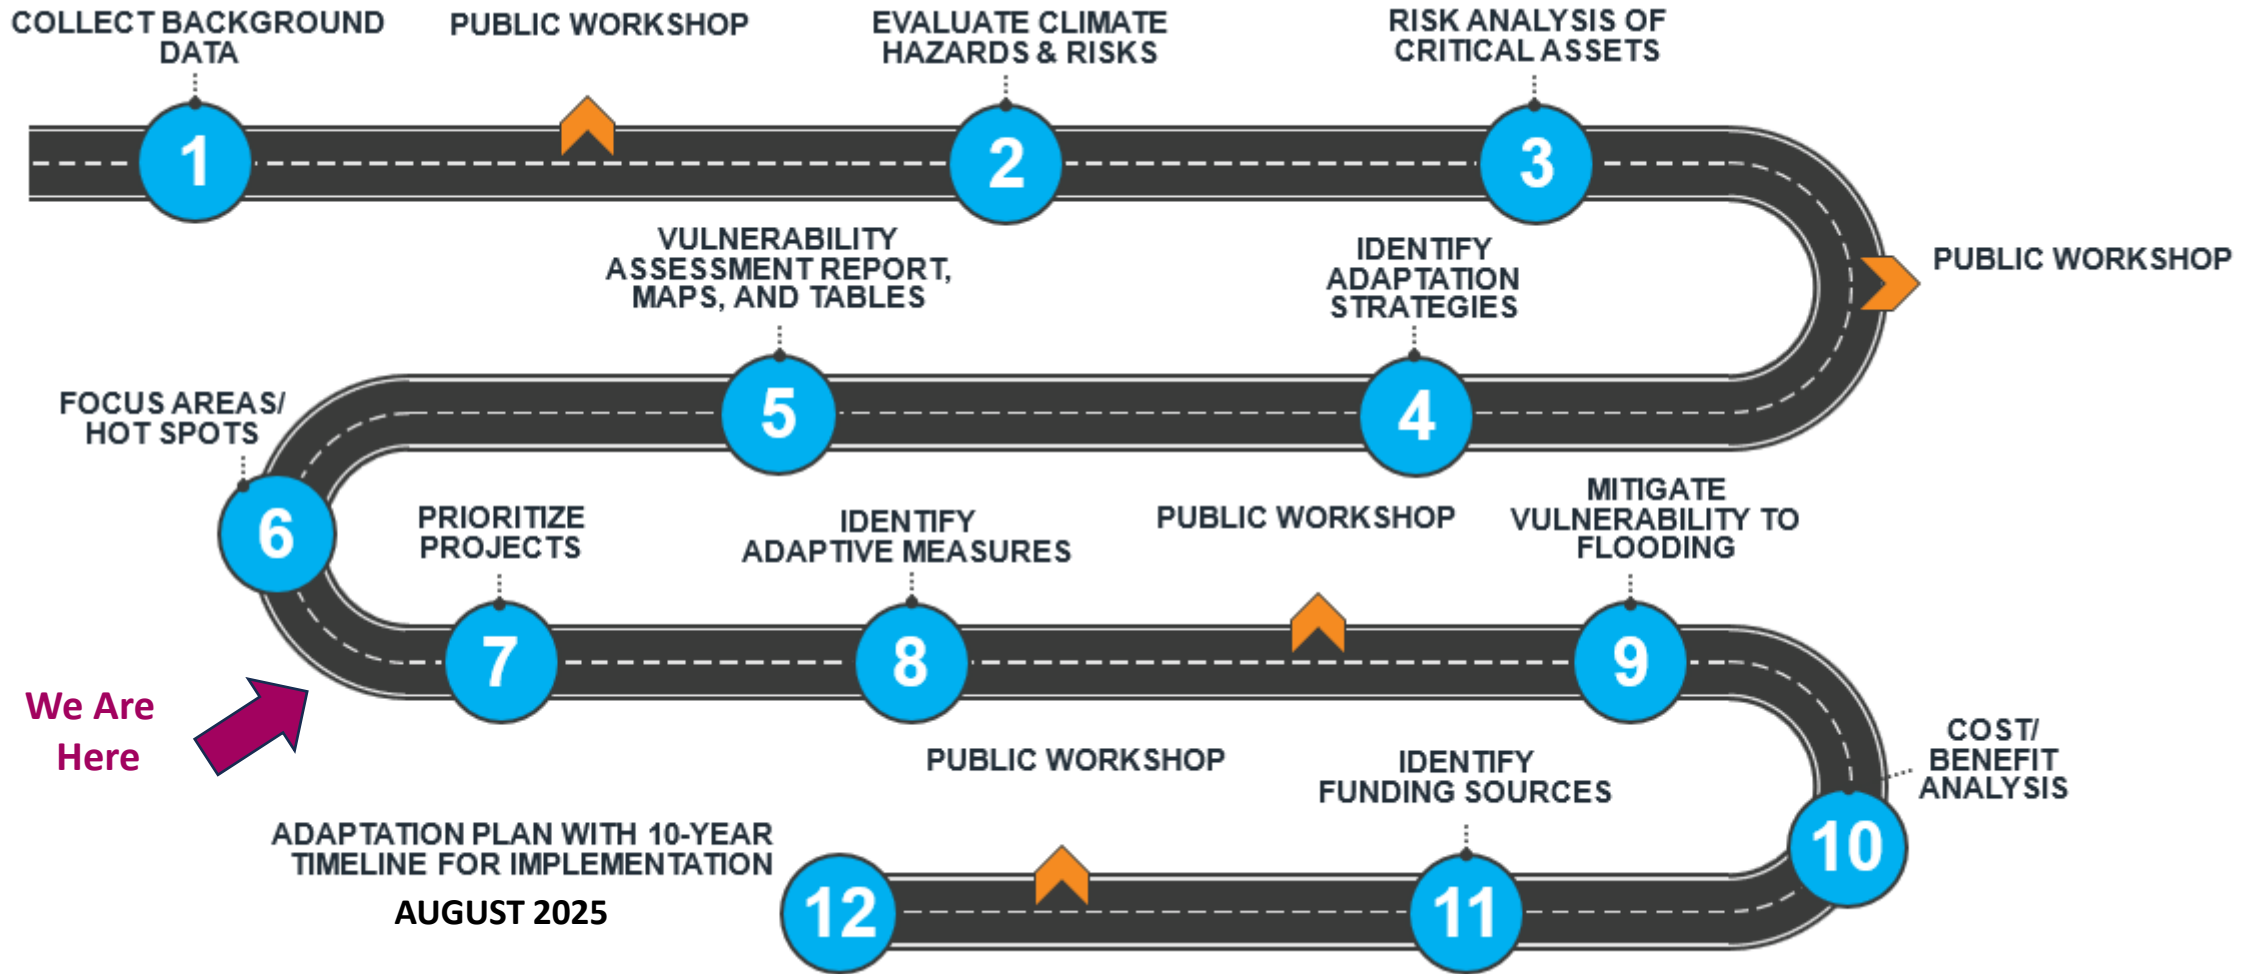 COLLECT BACKGROUND
DATA
PUBLIC WORKSHOP
EVALUATE CLIMATE
HAZARDS & RISKS
RISK ANALYSIS OF
CRITICAL ASSETS
1
2
3
PUBLIC WORKSHOP
IDENTIFY
ADAPTATION
STRATEGIES
4
VULNERABILITY
ASSESSMENT REPORT,
MAPS, AND TABLES
5
FOCUS AREAS/
HOT SPOTS
6
We Are
Here
PRIORITIZE
PROJECTS
7
IDENTIFY
ADAPTIVE MEASURES
8
PUBLIC WORKSHOP
MITIGATE
VULNERABILITY TO
FLOODING
9
COST/
BENEFIT
ANALYSIS
10
IDENTIFY
FUNDING SOURCES
11
PUBLIC WORKSHOP
12
ADAPTATION PLAN WITH 10-YEAR
TIMELINE FOR IMPLEMENTATION
AUGUST 2025